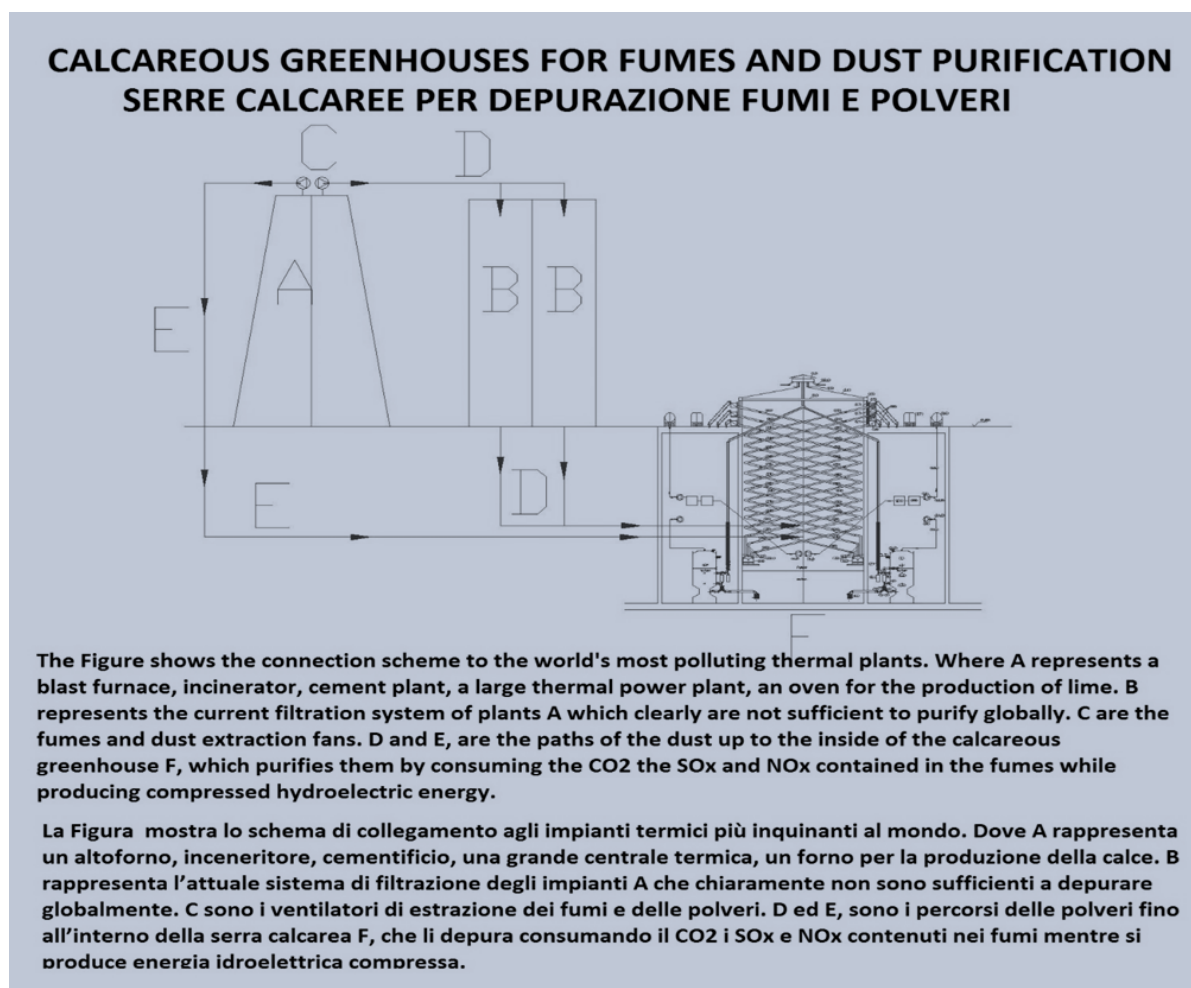 CALCAREOUS GREENHOUSES FOR FUMES AND DUST PURIFICATION
SERRE CALCAREE PER DEPURAZIONE FUMI E POLVERI
C
D
A
B B
E
E
D
F
The Figure shows the connection scheme to the world's most polluting thermal plants. Where A represents a
blast furnace, incinerator, cement plant, a large thermal power plant, an oven for the production of lime. B
represents the current filtration system of plants A which clearly are not sufficient to purify globally. C are the
fumes and dust extraction fans. D and E, are the paths of the dust up to the inside of the calcareous
greenhouse F, which purifies them by consuming the CO2 the SOx and NOx contained in the fumes while
producing compressed hydroelectric energy.
La Figura mostra lo schema di collegamento agli impianti termici più inquinanti al mondo. Dove A rappresenta
un altoforno, inceneritore, cementificio, una grande centrale termica, un forno per la produzione della calce. B
rappresenta l’attuale sistema di filtrazione degli impianti A che chiaramente non sono sufficienti a depurare
globalmente. C sono i ventilatori di estrazione dei fumi e delle polveri. D ed E, sono i percorsi delle polveri fino
all’interno della serra calcarea F, che li depura consumando il CO2 i SOx e NOx contenuti nei fumi mentre si
produce energia idroelettrica compressa.